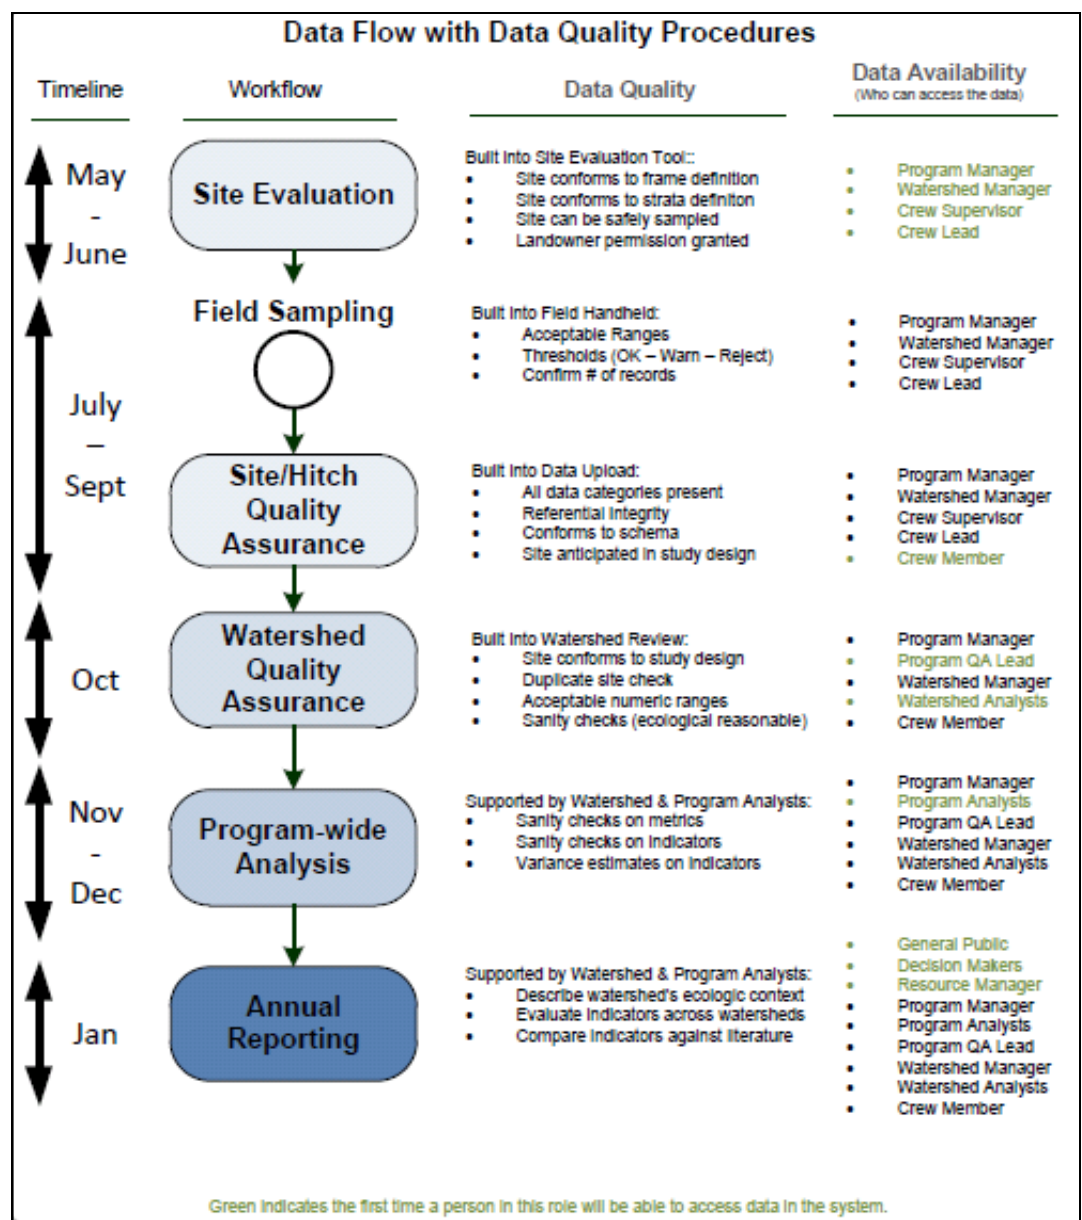 Data Flow with Data Quality Procedures
Timeline
Workflow
Data Quality
Data Availability
(Who can access the data)
May
-
June
Site Evaluation
Built Into Site Evaluation Tool::
• Site conforms to frame definition
• Site conforms to strata definiton
• Site can be safely sampled
• Landowner permission granted
• Program Manager
• Watershed Manager
• Crew Supervisor
• Crew Lead
July
–
Sept
Field Sampling
Built Into Field Handheld:
• Acceptable Ranges
• Thresholds (OK – Warn – Reject)
• Confirm # of records
• Program Manager
• Watershed Manager
• Crew Supervisor
• Crew Lead
Site/Hitch
Quality
Assurance
Built Into Data Upload:
• All data categories present
• Referential Integrity
• Conforms to schema
• Site anticipated in study design
• Program Manager
• Watershed Manager
• Crew Supervisor
• Crew Lead
• Crew Member
Oct
Watershed
Quality
Assurance
Built Into Watershed Review:
• Site conforms to study design
• Duplicate site check
• Acceptable numeric ranges
• Sanity checks (ecological reasonable)
• Program Manager
• Program QA Lead
• Watershed Manager
• Watershed Analysts
• Crew Member
Nov
-
Dec
Program-wide
Analysis
Supported by Watershed & Program Analysts:
• Sanity checks on metrics
• Sanity checks on Indicators
• Variance estimates on Indicators
• Program Manager
• Program Analysts
• Program QA Lead
• Watershed Manager
• Watershed Analysts
• Crew Member
Jan
Annual
Reporting
Supported by Watershed & Program Analysts:
• Describe watershed's ecologic context
• Evaluate Indicators across watersheds
• Compare Indicators against literature
• General Public
• Decision Makers
• Resource Manager
• Program Manager
• Program Analysts
• Program QA Lead
• Watershed Manager
• Watershed Analysts
• Crew Member
Green Indicates the first time a person in this role will be able to access data in the system.